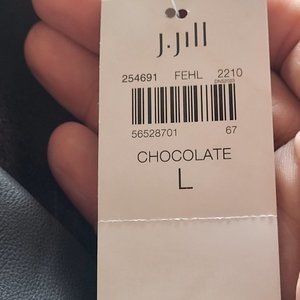 J.Jill
254691 FEHL 2210
56528701 67
CHOCOLATE
L